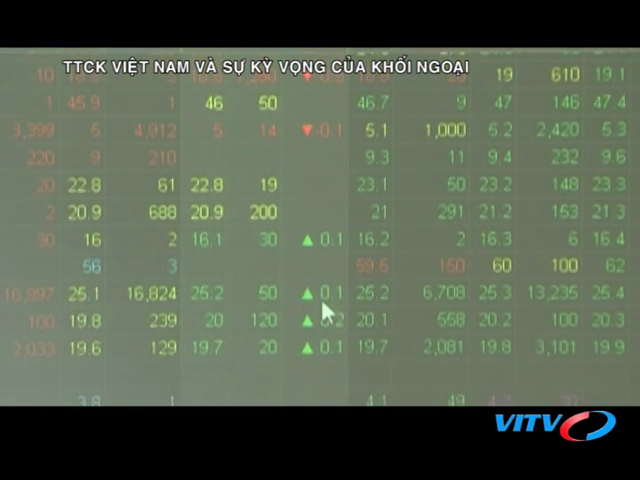 TTCK VIỆT NAM VÀ SỰ KỲ VỌNG CỦA KHỐI NGOẠI
10 19 610 19.1
1 45.9 1 46 50 46.7 9 47 146 47.4
3,399 5 4,912 5 14 ▼-0.1 5.1 1,000 5.2 2,420 5.3
220 9 210 9.3 11 9.4 232 9.6
20 22.8 61 22.8 19 23.1 50 23.2 148 23.3
2 20.9 688 20.9 200 21 291 21.2 153 21.3
30 16 2 16.1 30 ▲ 0.1 16.2 2 16.3 6 16.4
56 3 59.5 150 60 100 62
16,997 25.1 16,824 25.2 50 ▲ 0.1 25.2 6,708 25.3 13,235 25.4
100 19.8 239 20 120 ▲ 20.1 558 20.2 100 20.3
2,033 19.6 129 19.7 20 ▲ 0.1 19.7 2,081 19.8 3,101 19.9
3.8 1 4.1 49
VITV